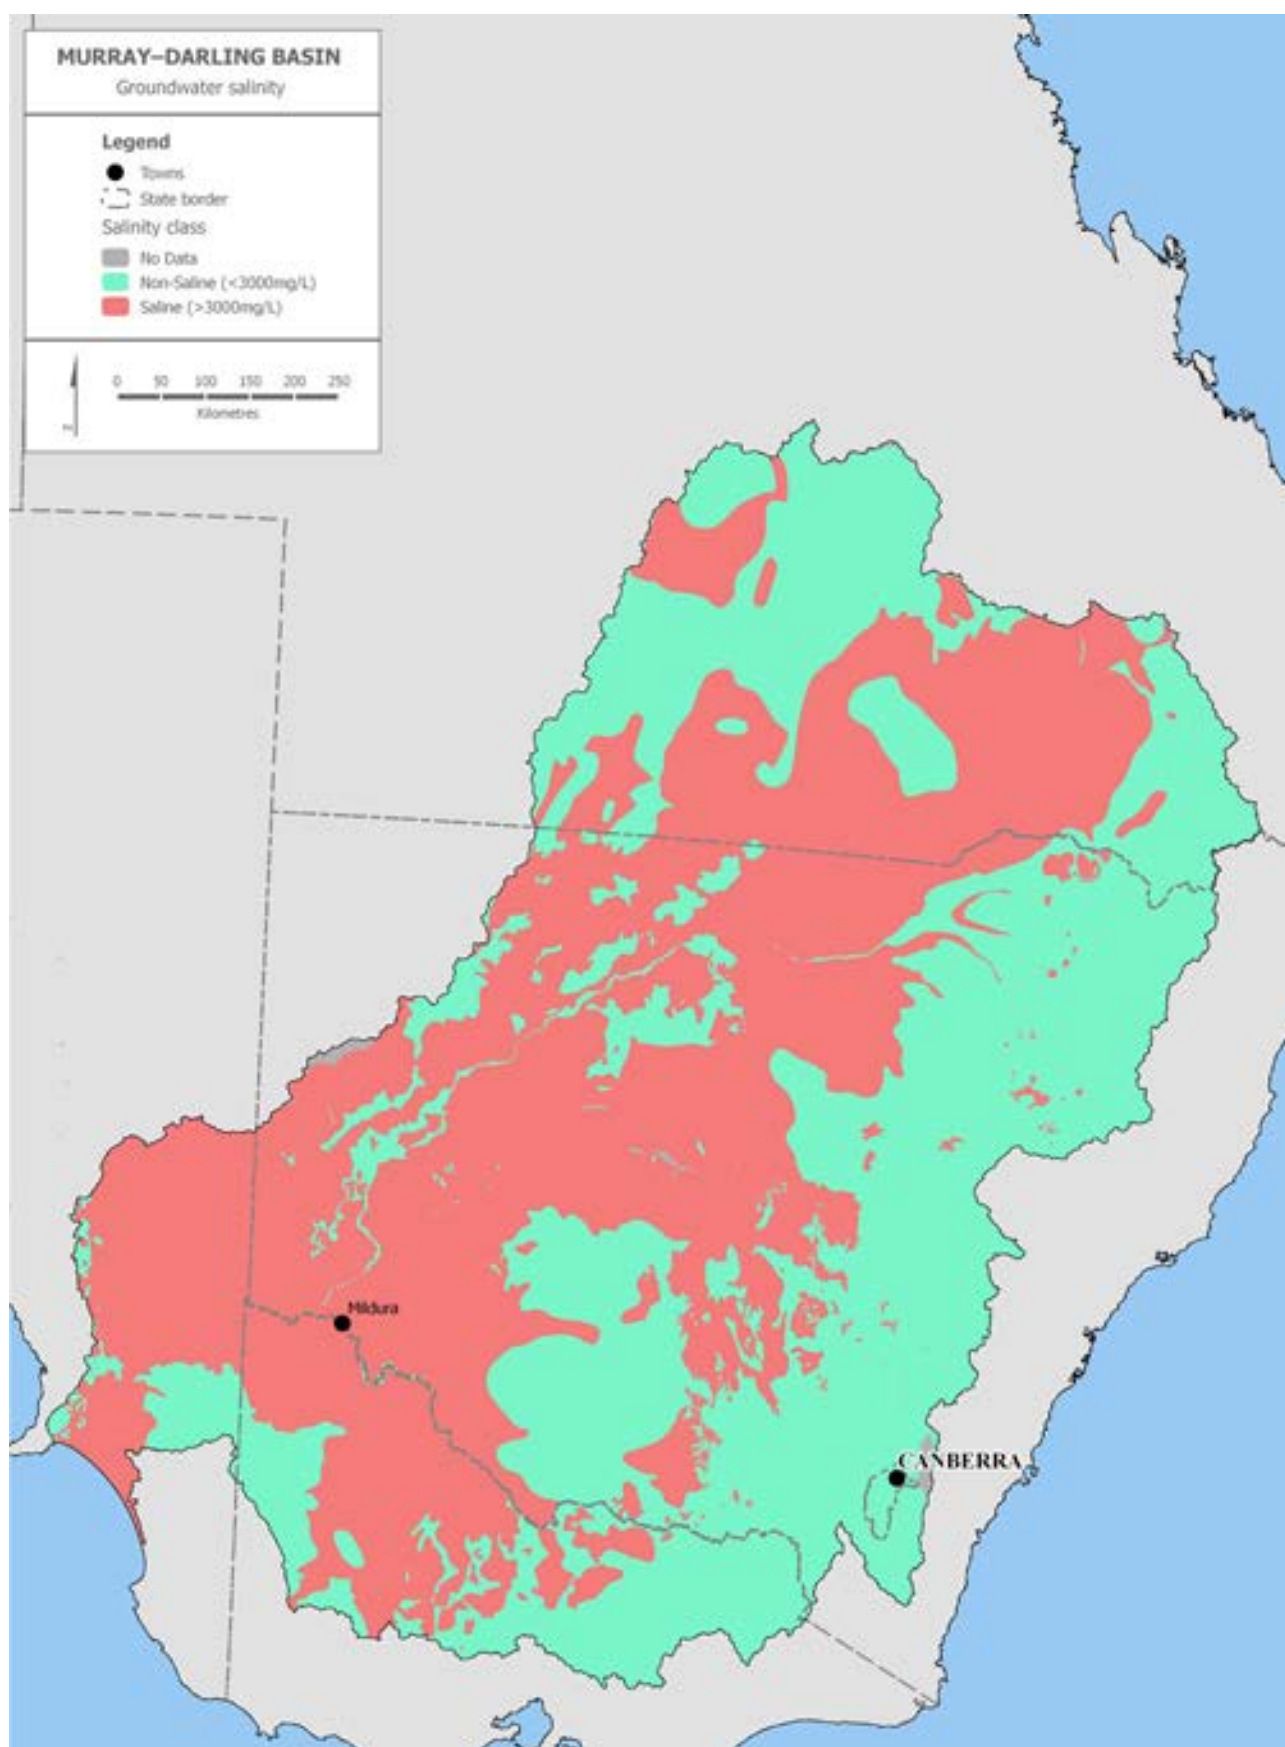 MURRAY–DARLING BASIN
Groundwater salinity
Legend
Towns
State border
Salinity class
No Data
Non-Saline (<3000mg/L)
Saline (>3000mg/L)
0 50 100 150 200 250
Kilometres
N
Mildura
CANBERRA